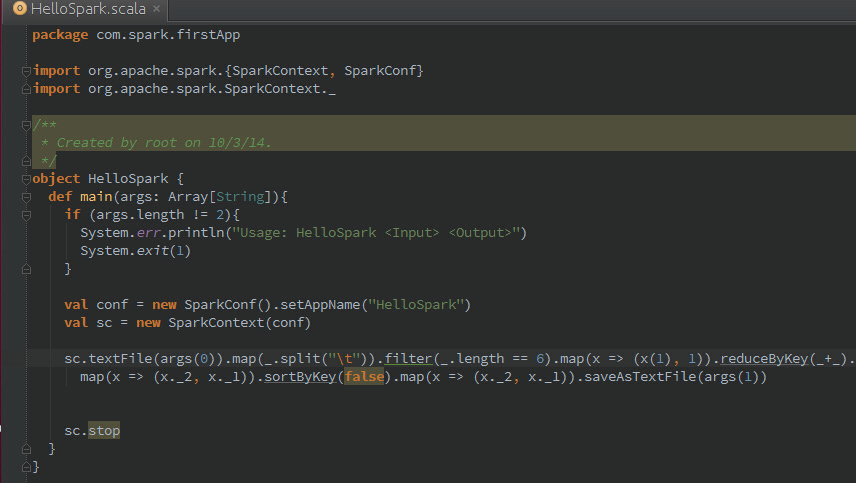 HelloSpark.scala ×
package com.spark.firstApp
import org.apache.spark.{SparkContext, SparkConf}
import org.apache.spark.SparkContext._
/**
 * Created by root on 10/3/14.
 */
object HelloSpark {
  def main(args: Array[String]){
    if (args.length != 2){
      System.err.println("Usage: HelloSpark <Input> <Output>")
      System.exit(1)
    }
    val conf = new SparkConf().setAppName("HelloSpark")
    val sc = new SparkContext(conf)
    sc.textFile(args(0)).map(_.split("\t")).filter(_.length == 6).map(x => (x(1), 1)).reduceByKey(_+_).
      map(x => (x._2, x._1)).sortByKey(false).map(x => (x._2, x._1)).saveAsTextFile(args(1))
    sc.stop
  }
}